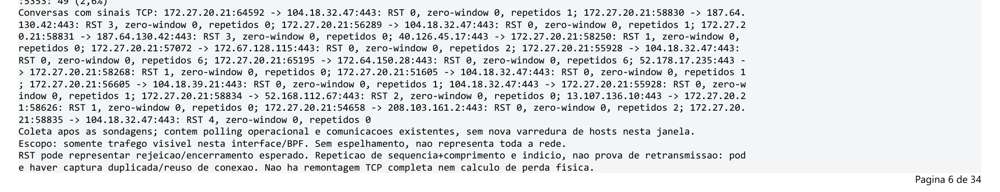 :5353: 49 (2,6%)
Conversas com sinais TCP: 172.27.20.21:64592 -> 104.18.32.47:443: RST 0, zero-window 0, repetidos 1; 172.27.20.21:58830 -> 187.64.
130.42:443: RST 3, zero-window 0, repetidos 0; 172.27.20.21:56289 -> 104.18.32.47:443: RST 0, zero-window 0, repetidos 1; 172.27.2
0.21:58831 -> 187.64.130.42:443: RST 3, zero-window 0, repetidos 0; 40.126.45.17:443 -> 172.27.20.21:58250: RST 1, zero-window 0,
repetidos 0; 172.27.20.21:57072 -> 172.67.128.115:443: RST 0, zero-window 0, repetidos 2; 172.27.20.21:55928 -> 104.18.32.47:443:
RST 0, zero-window 0, repetidos 6; 172.27.20.21:65195 -> 172.64.150.28:443: RST 0, zero-window 0, repetidos 6; 52.178.17.235:443 -
> 172.27.20.21:58268: RST 1, zero-window 0, repetidos 0; 172.27.20.21:51605 -> 104.18.32.47:443: RST 0, zero-window 0, repetidos 1
; 172.27.20.21:56605 -> 104.18.39.21:443: RST 0, zero-window 0, repetidos 1; 104.18.32.47:443 -> 172.27.20.21:55928: RST 0, zero-w
indow 0, repetidos 1; 172.27.20.21:58834 -> 52.168.112.67:443: RST 2, zero-window 0, repetidos 0; 13.107.136.10:443 -> 172.27.20.2
1:58626: RST 1, zero-window 0, repetidos 0; 172.27.20.21:54658 -> 208.103.161.2:443: RST 0, zero-window 0, repetidos 2; 172.27.20.
21:58835 -> 104.18.32.47:443: RST 4, zero-window 0, repetidos 0
Coleta apos as sondagens; contem polling operacional e comunicacoes existentes, sem nova varredura de hosts nesta janela.
Escopo: somente trafego visivel nesta interface/BPF. Sem espelhamento, nao representa toda a rede.
RST pode representar rejeicao/encerramento esperado. Repeticao de sequencia+comprimento e indicio, nao prova de retransmissao: pod
e haver captura duplicada/reuso de conexao. Nao ha remontagem TCP completa nem calculo de perda fisica.
Pagina 6 de 34